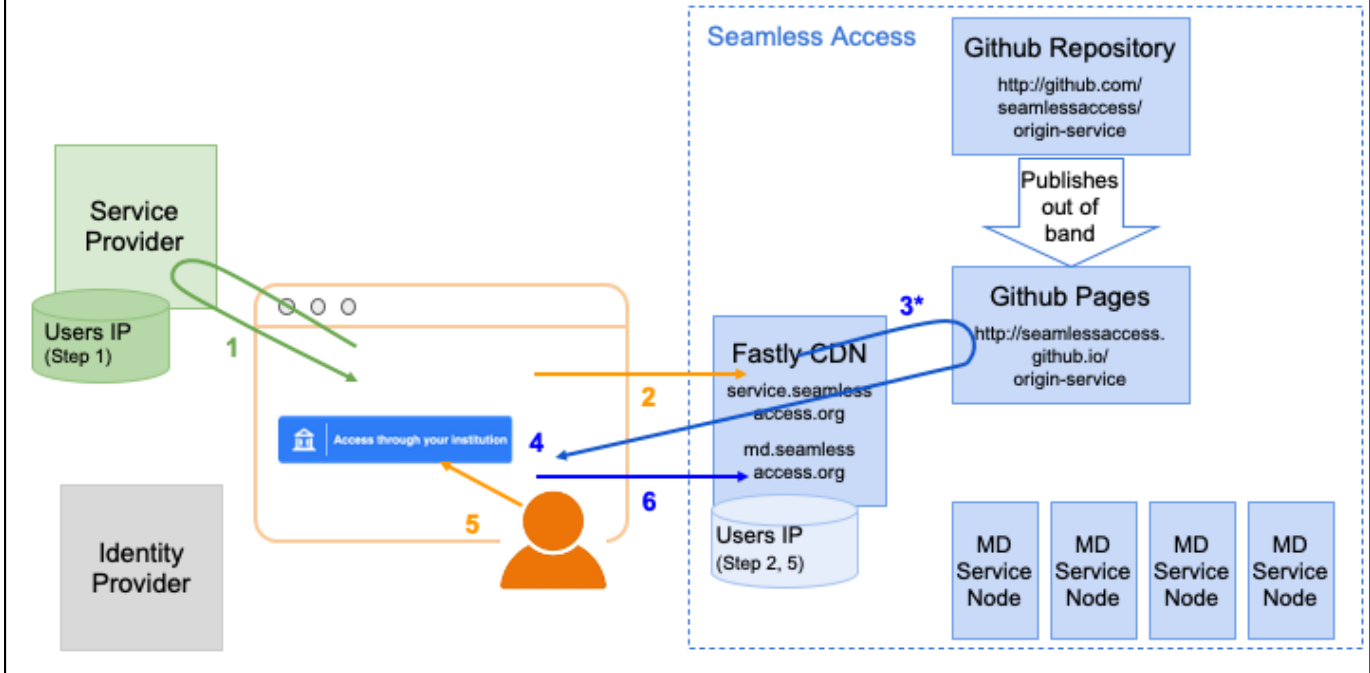 Seamless Access
Github Repository
http://github.com/
seamlessaccess/
origin-service
Publishes
out of
band
Service
Provider
Users IP
(Step 1)
1
Github Pages
http://seamlessaccess.
github.io/
origin-service
3*
Fastly CDN
service.seamless
access.org
md.seamless
access.org
2
Access through your institution
4
6
5
Users IP
(Step 2, 5)
Identity
Provider
MD
Service
Node
MD
Service
Node
MD
Service
Node
MD
Service
Node